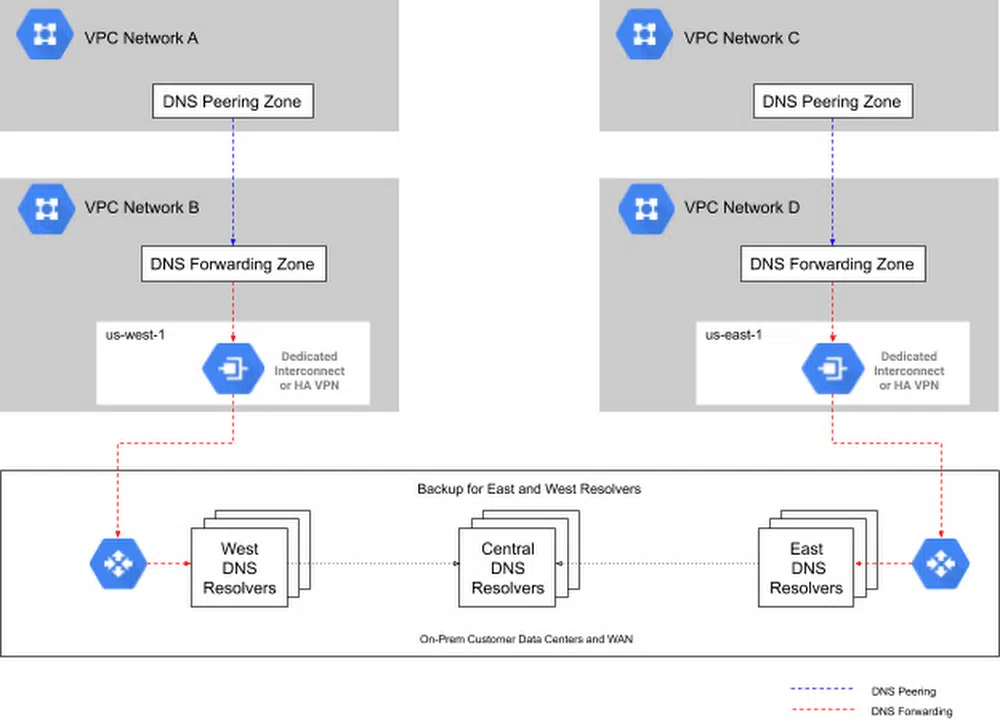 VPC Network A
VPC Network C
DNS Peering Zone
DNS Peering Zone
VPC Network B
VPC Network D
DNS Forwarding Zone
DNS Forwarding Zone
us-west-1
Dedicated
Interconnect
or HA VPN
us-east-1
Dedicated
Interconnect
or HA VPN
Backup for East and West Resolvers
West
DNS
Resolvers
Central
DNS
Resolvers
East
DNS
Resolvers
On-Prem Customer Data Centers and WAN
DNS Peering
DNS Forwarding